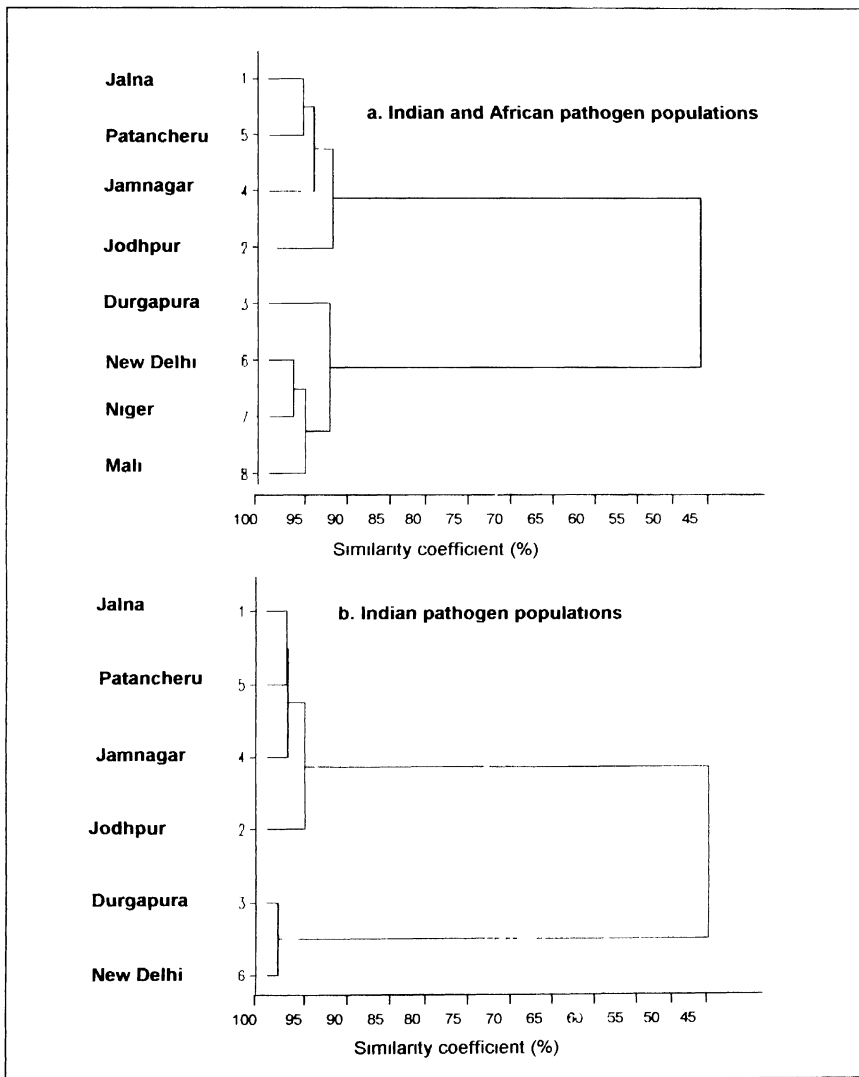 a. Indian and African pathogen populations
Jalna 1
Patancheru 5
Jamnagar 4
Jodhpur 2
Durgapura 3
New Delhi 6
Niger 7
Mali 8
100 95 90 85 80 75 70 65 60 55 50 45
Similarity coefficient (%)
b. Indian pathogen populations
Jalna 1
Patancheru 5
Jamnagar 4
Jodhpur 2
Durgapura 3
New Delhi 6
100 95 90 85 80 75 70 65 60 55 50 45
Similarity coefficient (%)